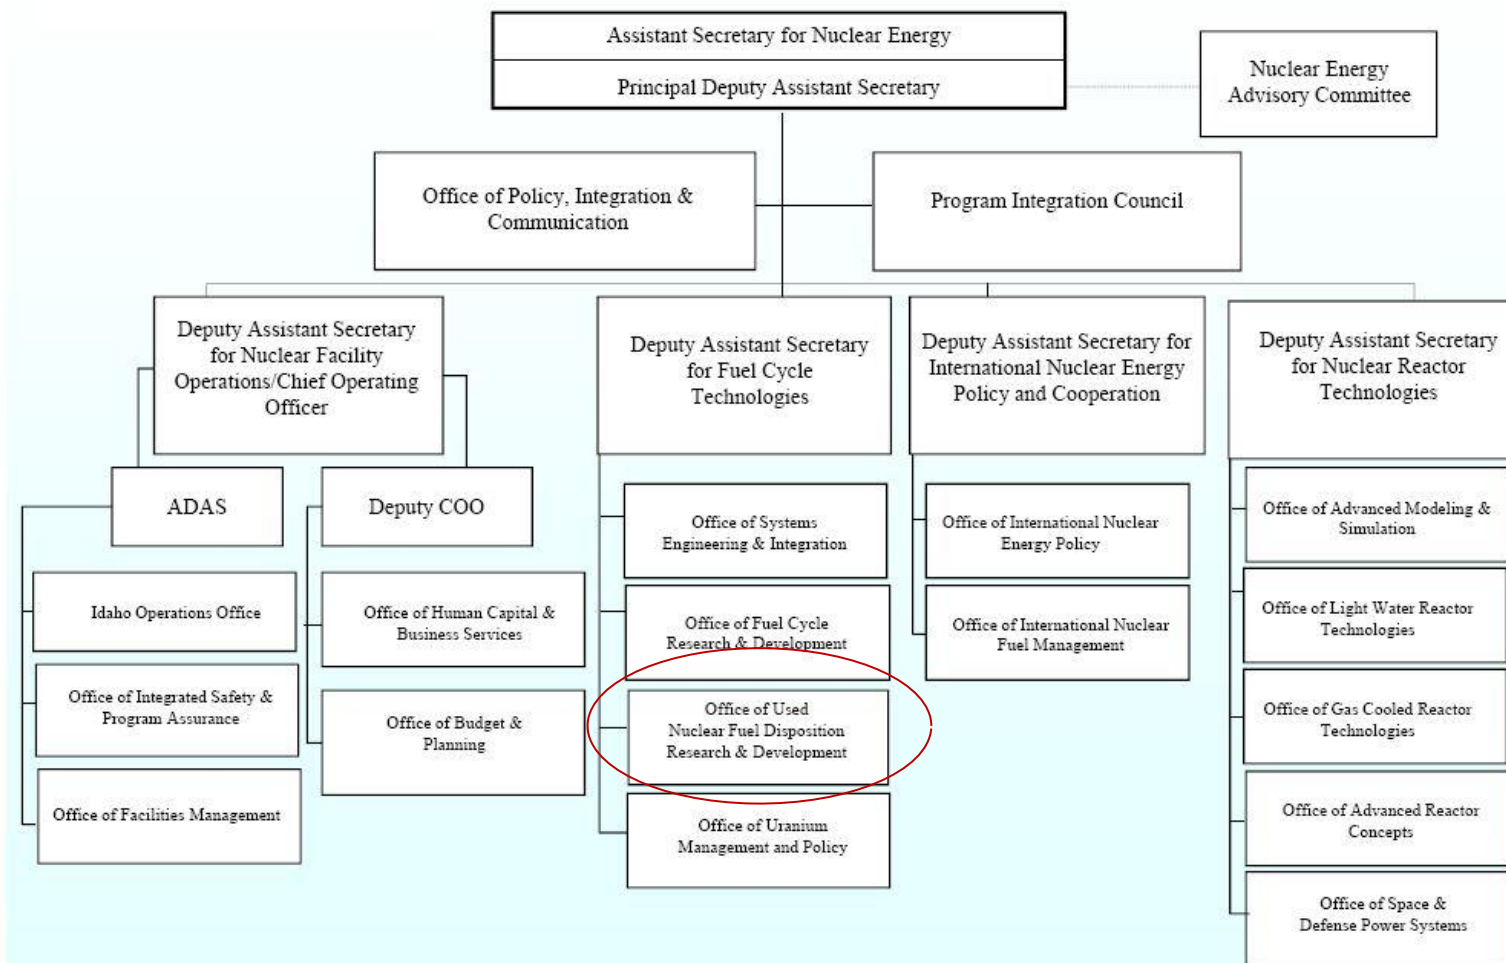 Assistant Secretary for Nuclear Energy
Principal Deputy Assistant Secretary
Nuclear Energy
Advisory Committee
Office of Policy, Integration &
Communication
Program Integration Council
Deputy Assistant Secretary
for Nuclear Facility
Operations/Chief Operating
Officer
Deputy Assistant Secretary
for Fuel Cycle
Technologies
Deputy Assistant Secretary for
International Nuclear Energy
Policy and Cooperation
Deputy Assistant Secretary
for Nuclear Reactor
Technologies
ADAS
Deputy COO
Idaho Operations Office
Office of Integrated Safety &
Program Assurance
Office of Facilities Management
Office of Human Capital &
Business Services
Office of Budget &
Planning
Office of Systems
Engineering & Integration
Office of Fuel Cycle
Research & Development
Office of Used
Nuclear Fuel Disposition
Research & Development
Office of Uranium
Management and Policy
Office of International Nuclear
Energy Policy
Office of International Nuclear
Fuel Management
Office of Advanced Modeling &
Simulation
Office of Light Water Reactor
Technologies
Office of Gas Cooled Reactor
Technologies
Office of Advanced Reactor
Concepts
Office of Space &
Defense Power Systems